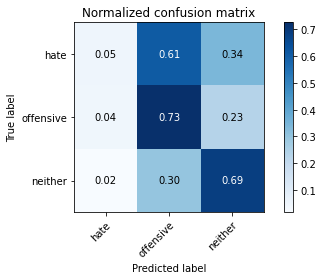 Normalized confusion matrix
True label
hate
0.05 0.61 0.34
offensive
0.04 0.73 0.23
neither
0.02 0.30 0.69
hate
offensive
neither
Predicted label
0.7
0.6
0.5
0.4
0.3
0.2
0.1